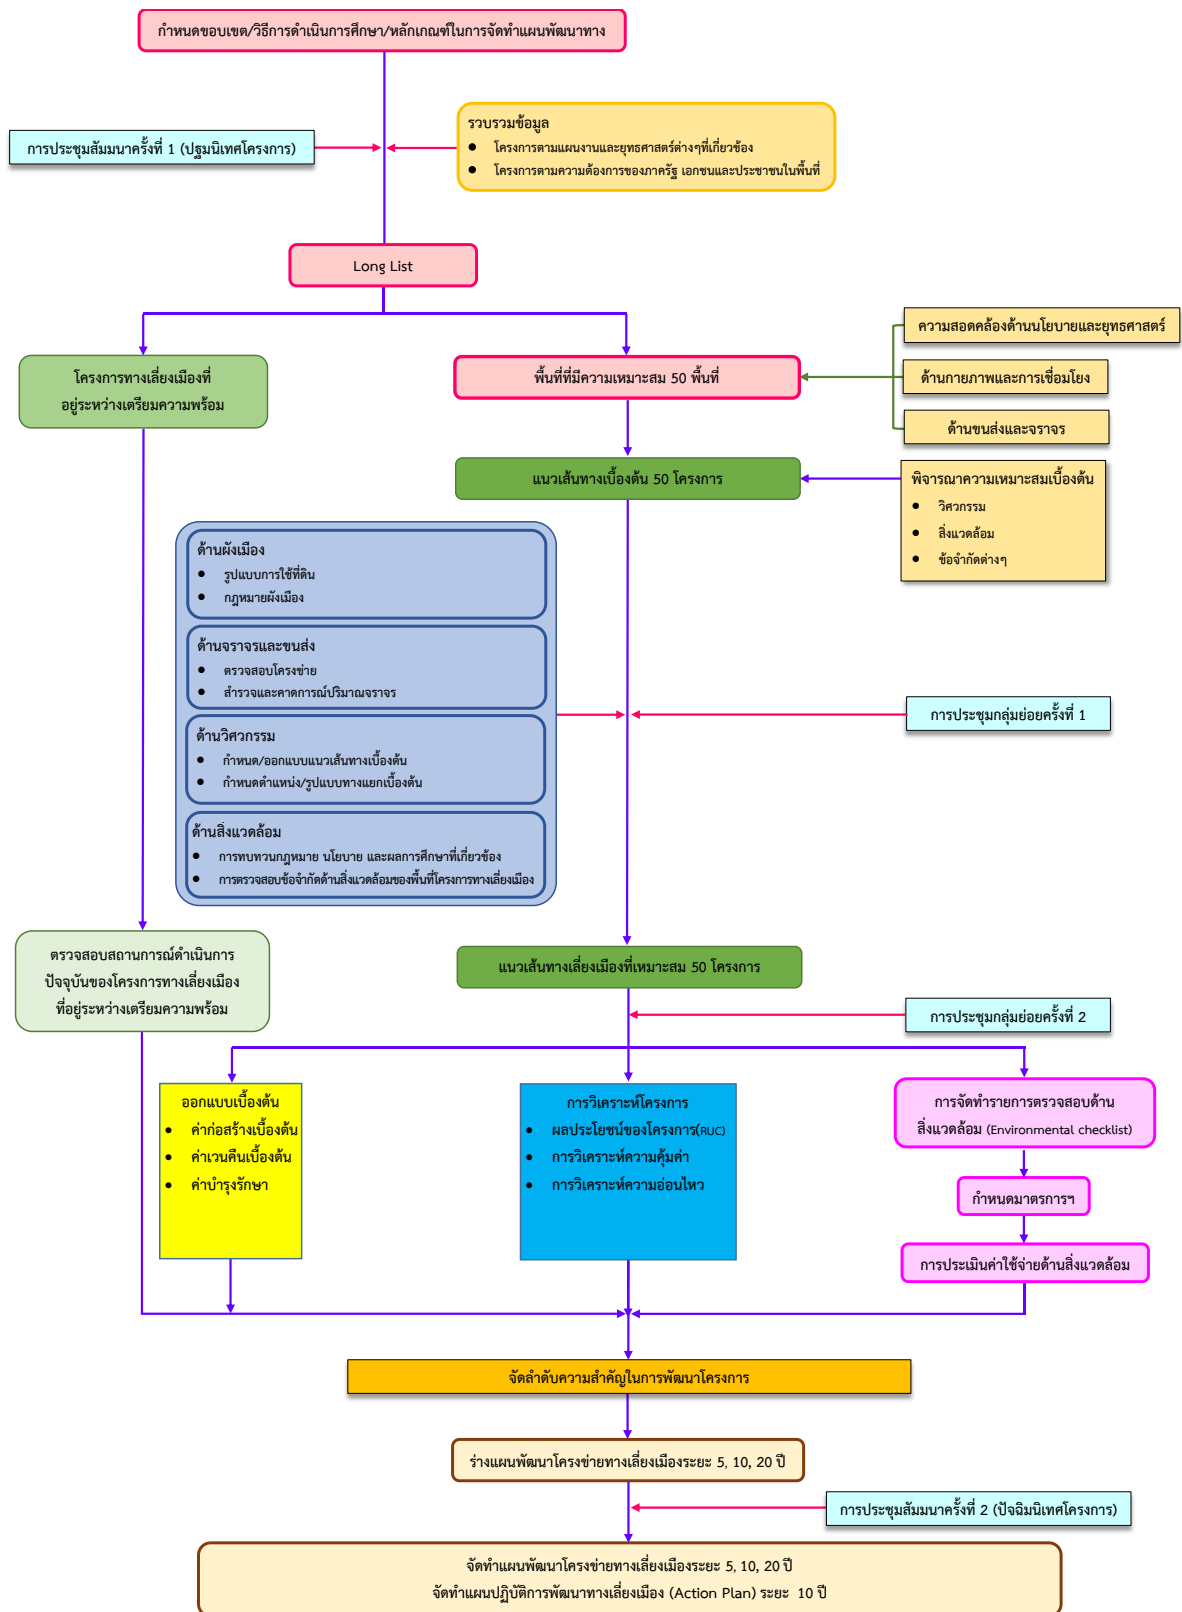 กำหนดขอบเขต/วิธีการดำเนินการศึกษา/หลักเกณฑ์ในการจัดทำแผนพัฒนาทาง
การประชุมสัมมนาครั้งที่ 1 (ปฐมนิเทศโครงการ)
รวบรวมข้อมูล
● โครงการตามแผนงานและยุทธศาสตร์ต่างๆที่เกี่ยวข้อง
● โครงการตามความต้องการของภาครัฐ เอกชนและประชาชนในพื้นที่
Long List
โครงการทางเลี่ยงเมืองที่
อยู่ระหว่างเตรียมความพร้อม
พื้นที่ที่มีความเหมาะสม 50 พื้นที่
ความสอดคล้องด้านนโยบายและยุทธศาสตร์
ด้านกายภาพและการเชื่อมโยง
ด้านขนส่งและจราจร
แนวเส้นทางเบื้องต้น 50 โครงการ
พิจารณาความเหมาะสมเบื้องต้น
● วิศวกรรม
● สิ่งแวดล้อม
● ข้อจำกัดต่างๆ
ด้านผังเมือง
● รูปแบบการใช้ที่ดิน
● กฎหมายผังเมือง
ด้านจราจรและขนส่ง
● ตรวจสอบโครงข่าย
● สำรวจและคาดการณ์ปริมาณจราจร
ด้านวิศวกรรม
● กำหนด/ออกแบบแนวเส้นทางเบื้องต้น
● กำหนดตำแหน่ง/รูปแบบทางแยกเบื้องต้น
ด้านสิ่งแวดล้อม
● การทบทวนกฎหมาย นโยบาย และผลการศึกษาที่เกี่ยวข้อง
● การตรวจสอบข้อจำกัดด้านสิ่งแวดล้อมของพื้นที่โครงการทางเลี่ยงเมือง
การประชุมกลุ่มย่อยครั้งที่ 1
ตรวจสอบสถานการณ์ดำเนินการ
ปัจจุบันของโครงการทางเลี่ยงเมือง
ที่อยู่ระหว่างเตรียมความพร้อม
แนวเส้นทางเลี่ยงเมืองที่เหมาะสม 50 โครงการ
การประชุมกลุ่มย่อยครั้งที่ 2
ออกแบบเบื้องต้น
● ค่าก่อสร้างเบื้องต้น
● ค่าเวนคืนเบื้องต้น
● ค่าบำรุงรักษา
การวิเคราะห์โครงการ
● ผลประโยชน์ของโครงการ(RUC)
● การวิเคราะห์ความคุ้มค่า
● การวิเคราะห์ความอ่อนไหว
การจัดทำรายการตรวจสอบด้าน
สิ่งแวดล้อม (Environmental checklist)
กำหนดมาตรการฯ
การประเมินค่าใช้จ่ายด้านสิ่งแวดล้อม
จัดลำดับความสำคัญในการพัฒนาโครงการ
ร่างแผนพัฒนาโครงข่ายทางเลี่ยงเมืองระยะ 5, 10, 20 ปี
การประชุมสัมมนาครั้งที่ 2 (ปัจฉิมนิเทศโครงการ)
จัดทำแผนพัฒนาโครงข่ายทางเลี่ยงเมืองระยะ 5, 10, 20 ปี
จัดทำแผนปฏิบัติการพัฒนาทางเลี่ยงเมือง (Action Plan) ระยะ 10 ปี